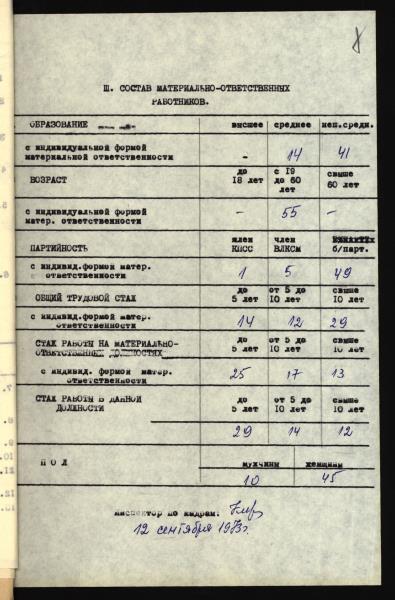 Ш. СОСТАВ МАТЕРИАЛЬНО-ОТВЕТСТВЕННЫХ
РАБОТНИКОВ.
ОБРАЗОВАНИЕ высшее среднее неп.средн.
с индивидуальной формой
материальной ответственности - 14 41
ВОЗРАСТ до 18 лет с 19 до 60 лет свыше 60 лет
с индивидуальной формой
матер. ответственности - 55 -
ПАРТИЙНОСТЬ член КПСС член ВЛКСМ б/парт.
с индивид.формой матер.
ответственности 1 5 49
ОБЩИЙ ТРУДОВОЙ СТАЖ до 5 лет от 5 до 10 лет свыше 10 лет
с индивид.формой матер.
ответственности 14 12 29
СТАЖ РАБОТЫ НА МАТЕРИАЛЬНО-
ОТВЕТСТВЕННЫХ ДОЛЖНОСТЯХ до 5 лет от 5 до 10 лет свыше 10 лет
с индивид. формой матер.
ответственности 25 17 13
СТАЖ РАБОТЫ В ДАННОЙ
ДОЛЖНОСТИ до 5 лет от 5 до 10 лет свыше 10 лет
29 14 12
П О Л мужчины женщины
10 45
инспектор по кадрам:
12 сентября 1973г.